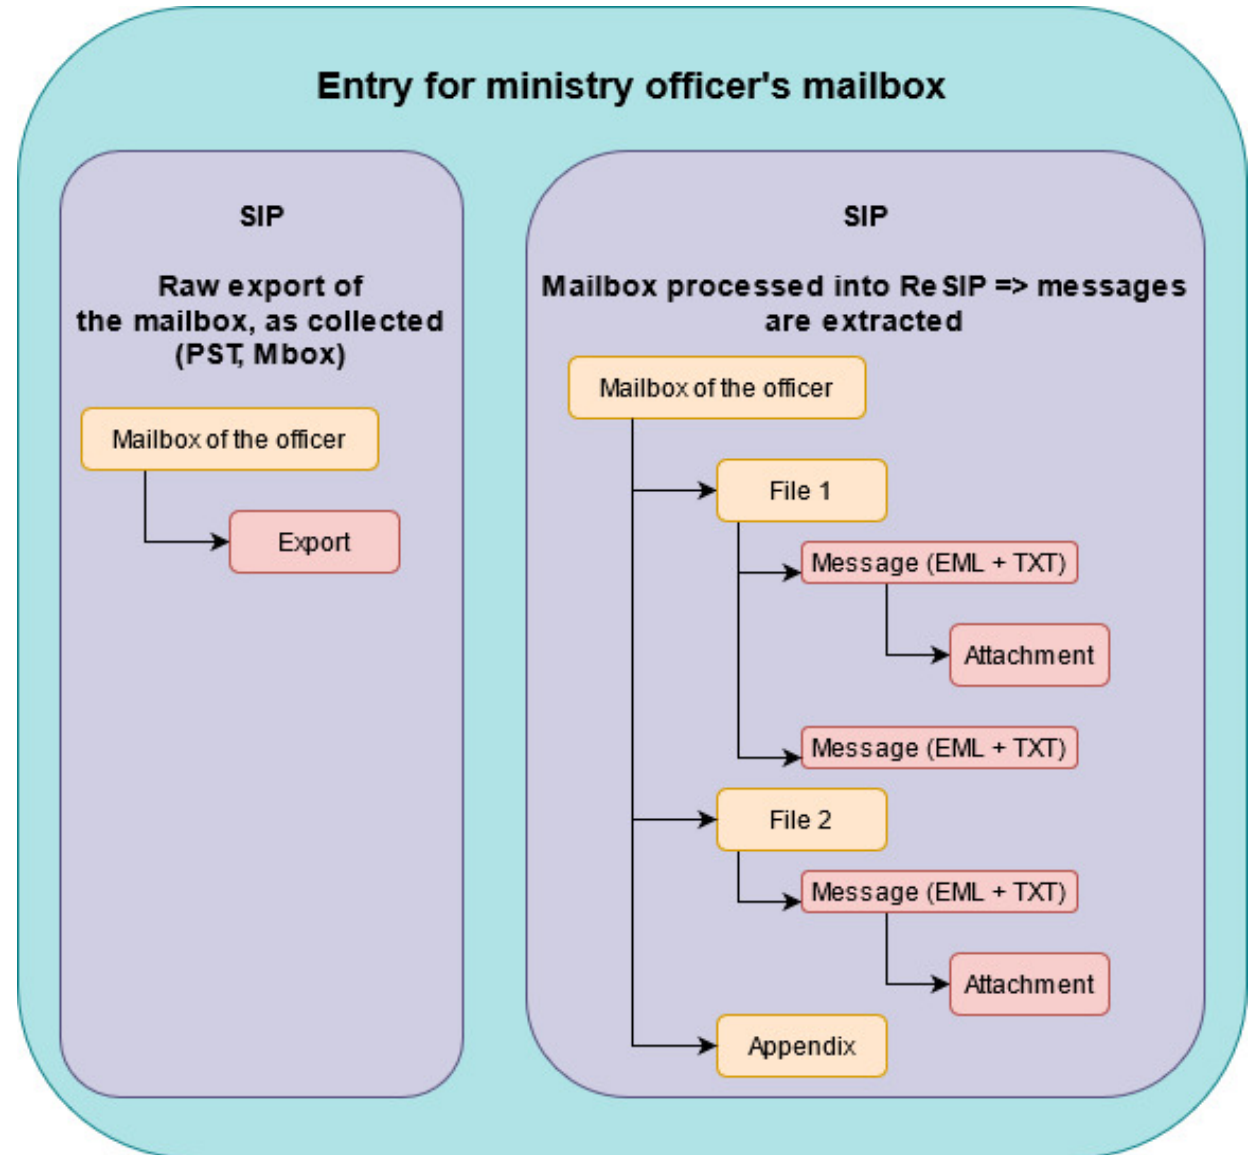 Entry for ministry officer's mailbox
SIP
Raw export of
the mailbox, as collected
(PST, Mbox)
Mailbox of the officer
Export
SIP
Mailbox processed into ReSIP => messages
are extracted
Mailbox of the officer
File 1
Message (EML + TXT)
Attachment
Message (EML + TXT)
File 2
Message (EML + TXT)
Attachment
Appendix